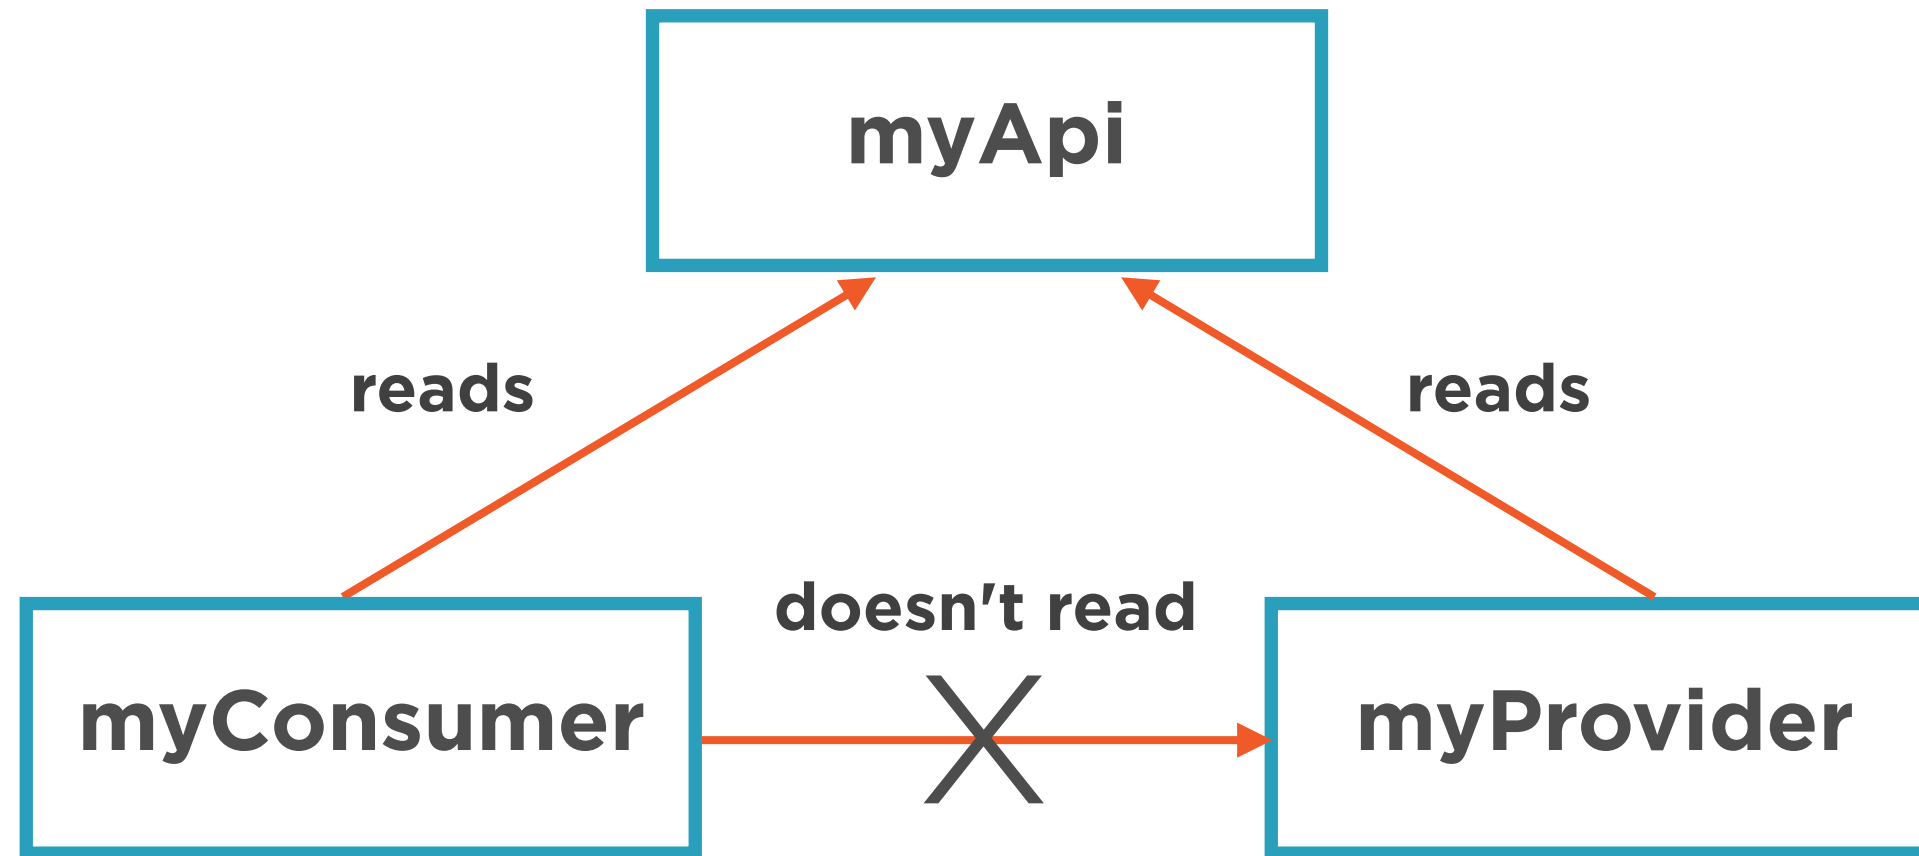 myApi
reads
reads
doesn't read
myConsumer
myProvider